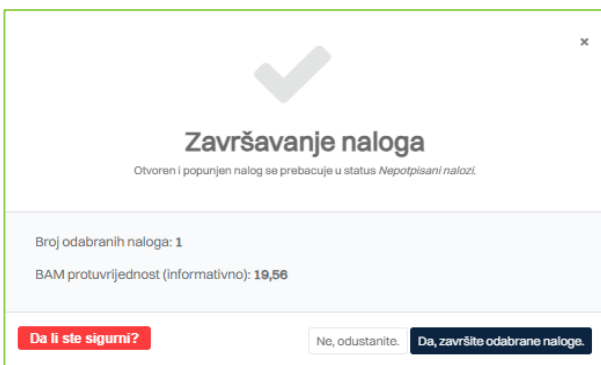 ×
Završavanje naloga
Otvoren i popunjen nalog se prebacuje u status Nepotpisani nalozi.
Broj odabranih naloga: 1
BAM protuvrijednost (informativno): 19,56
Da li ste sigurni?
Ne, odustanite.
Da, završite odabrane naloge.